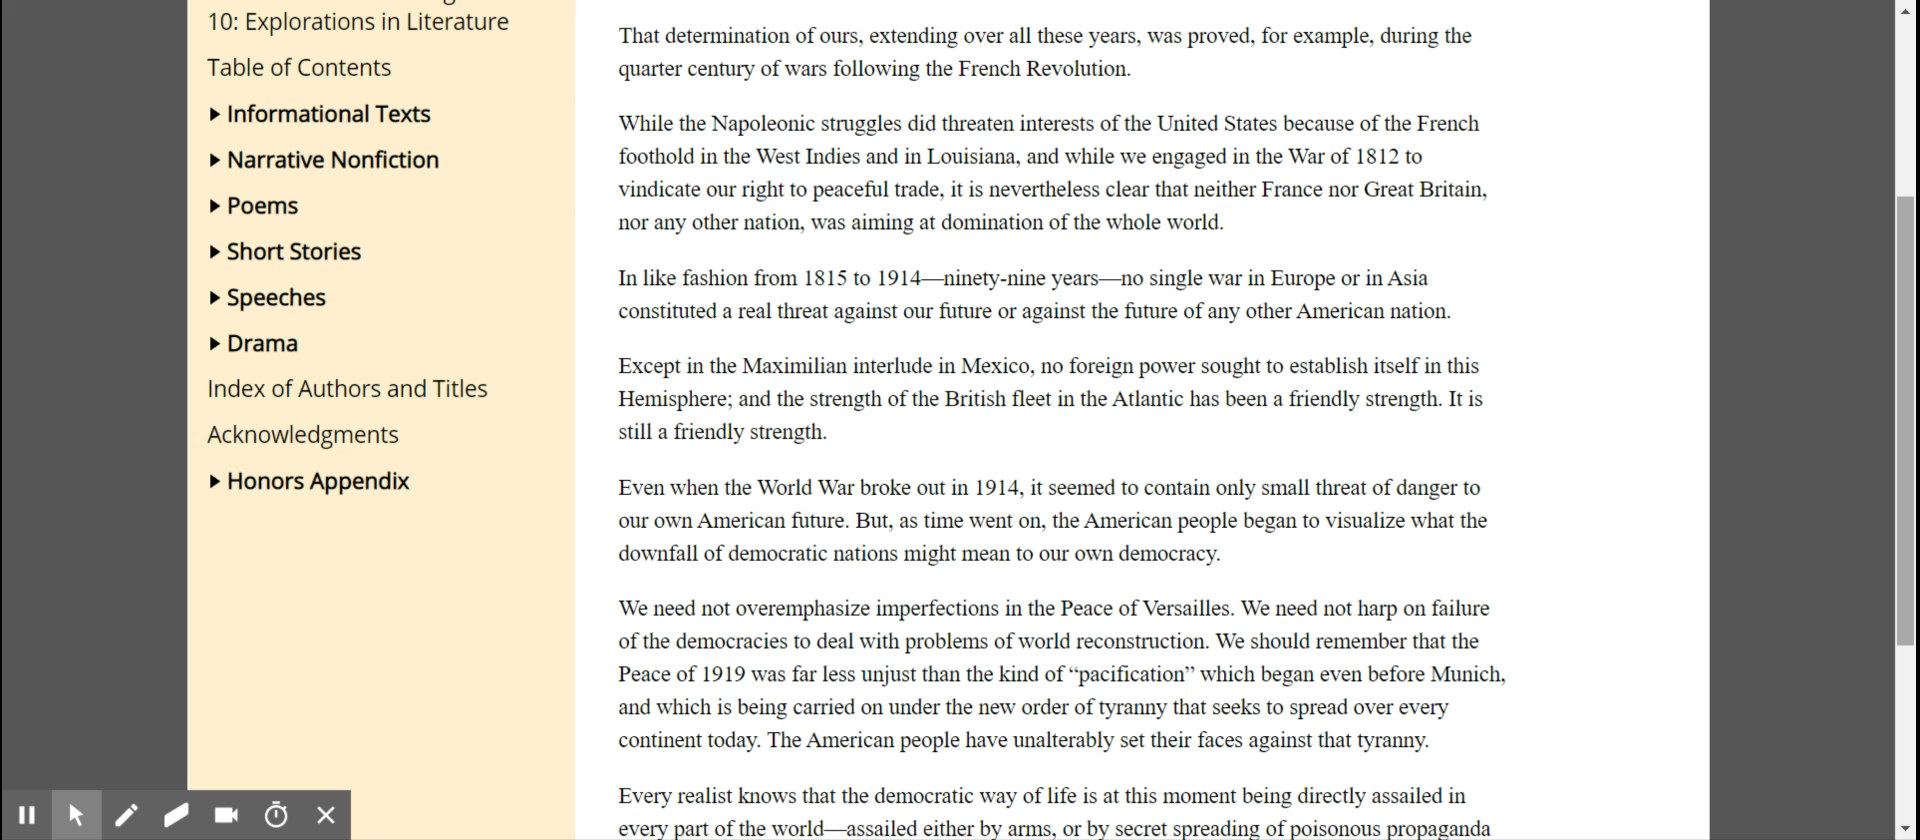 10: Explorations in Literature
Table of Contents
Informational Texts
Narrative Nonfiction
Poems
Short Stories
Speeches
Drama
Index of Authors and Titles
Acknowledgments
Honors Appendix
That determination of ours, extending over all these years, was proved, for example, during the
quarter century of wars following the French Revolution.
While the Napoleonic struggles did threaten interests of the United States because of the French
foothold in the West Indies and in Louisiana, and while we engaged in the War of 1812 to
vindicate our right to peaceful trade, it is nevertheless clear that neither France nor Great Britain,
nor any other nation, was aiming at domination of the whole world.
In like fashion from 1815 to 1914—ninety-nine years—no single war in Europe or in Asia
constituted a real threat against our future or against the future of any other American nation.
Except in the Maximilian interlude in Mexico, no foreign power sought to establish itself in this
Hemisphere; and the strength of the British fleet in the Atlantic has been a friendly strength. It is
still a friendly strength.
Even when the World War broke out in 1914, it seemed to contain only small threat of danger to
our own American future. But, as time went on, the American people began to visualize what the
downfall of democratic nations might mean to our own democracy.
We need not overemphasize imperfections in the Peace of Versailles. We need not harp on failure
of the democracies to deal with problems of world reconstruction. We should remember that the
Peace of 1919 was far less unjust than the kind of “pacification” which began even before Munich,
and which is being carried on under the new order of tyranny that seeks to spread over every
continent today. The American people have unalterably set their faces against that tyranny.
Every realist knows that the democratic way of life is at this moment being directly assailed in
every part of the world—assailed either by arms, or by secret spreading of poisonous propaganda